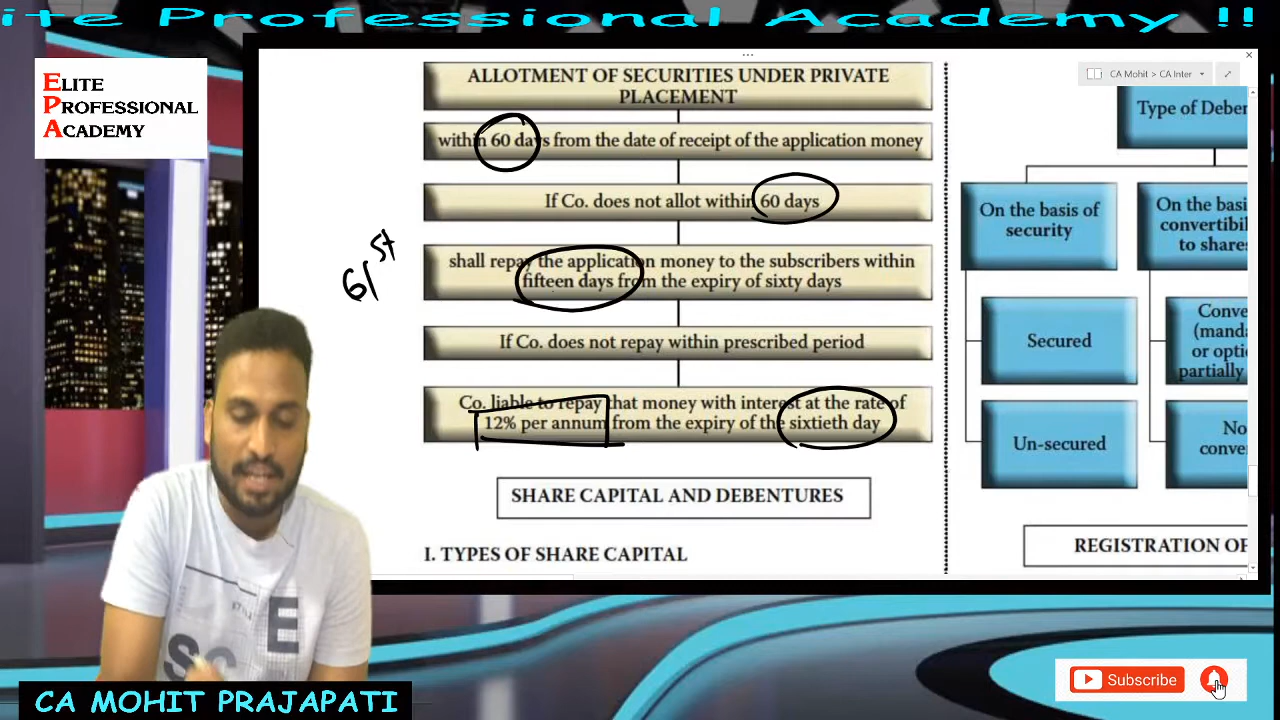 ite Professional Academy !!
ELITE
PROFESSIONAL
ACADEMY
CA Mohit > CA Inter
ALLOTMENT OF SECURITIES UNDER PRIVATE
PLACEMENT
within 60 days from the date of receipt of the application money
If Co. does not allot within 60 days
shall repay the application money to the subscribers within
fifteen days from the expiry of sixty days
61st
If Co. does not repay within prescribed period
Co. liable to repay that money with interest at the rate of
12% per annum from the expiry of the sixtieth day
SHARE CAPITAL AND DEBENTURES
I. TYPES OF SHARE CAPITAL
Type of Deben
On the basis of
security
On the basi
convertibil
to shares
Secured
Conve
(manda
or optio
partially
Un-secured
No
conver
REGISTRATION OF
E
SC
CA MOHIT PRAJAPATI
Subscribe